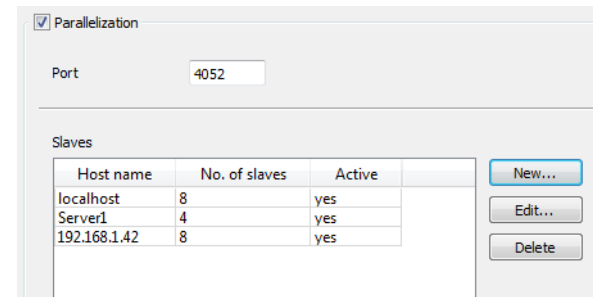 Parallelization
Port 4052
Slaves
Host name No. of slaves Active
New...
localhost 8 yes
Server1 4 yes
Edit...
192.168.1.42 8 yes
Delete